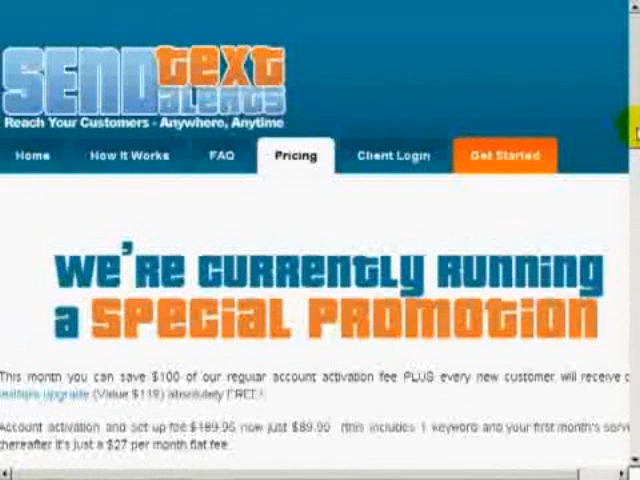 SEND text
alerts
Reach Your Customers - Anywhere, Anytime
Home How It Works FAQ Pricing Client Login Get Started
We're currently running
a special promotion
This month you can save $100 of our regular account activation fee PLUS every new customer will receive
upgrade (Value $119) absolutely FREE!
Account activation and set up fee $189.95 now just $89.95 (this includes 1 keyword and your first month's
thereafter it's just a $27 per month flat fee.